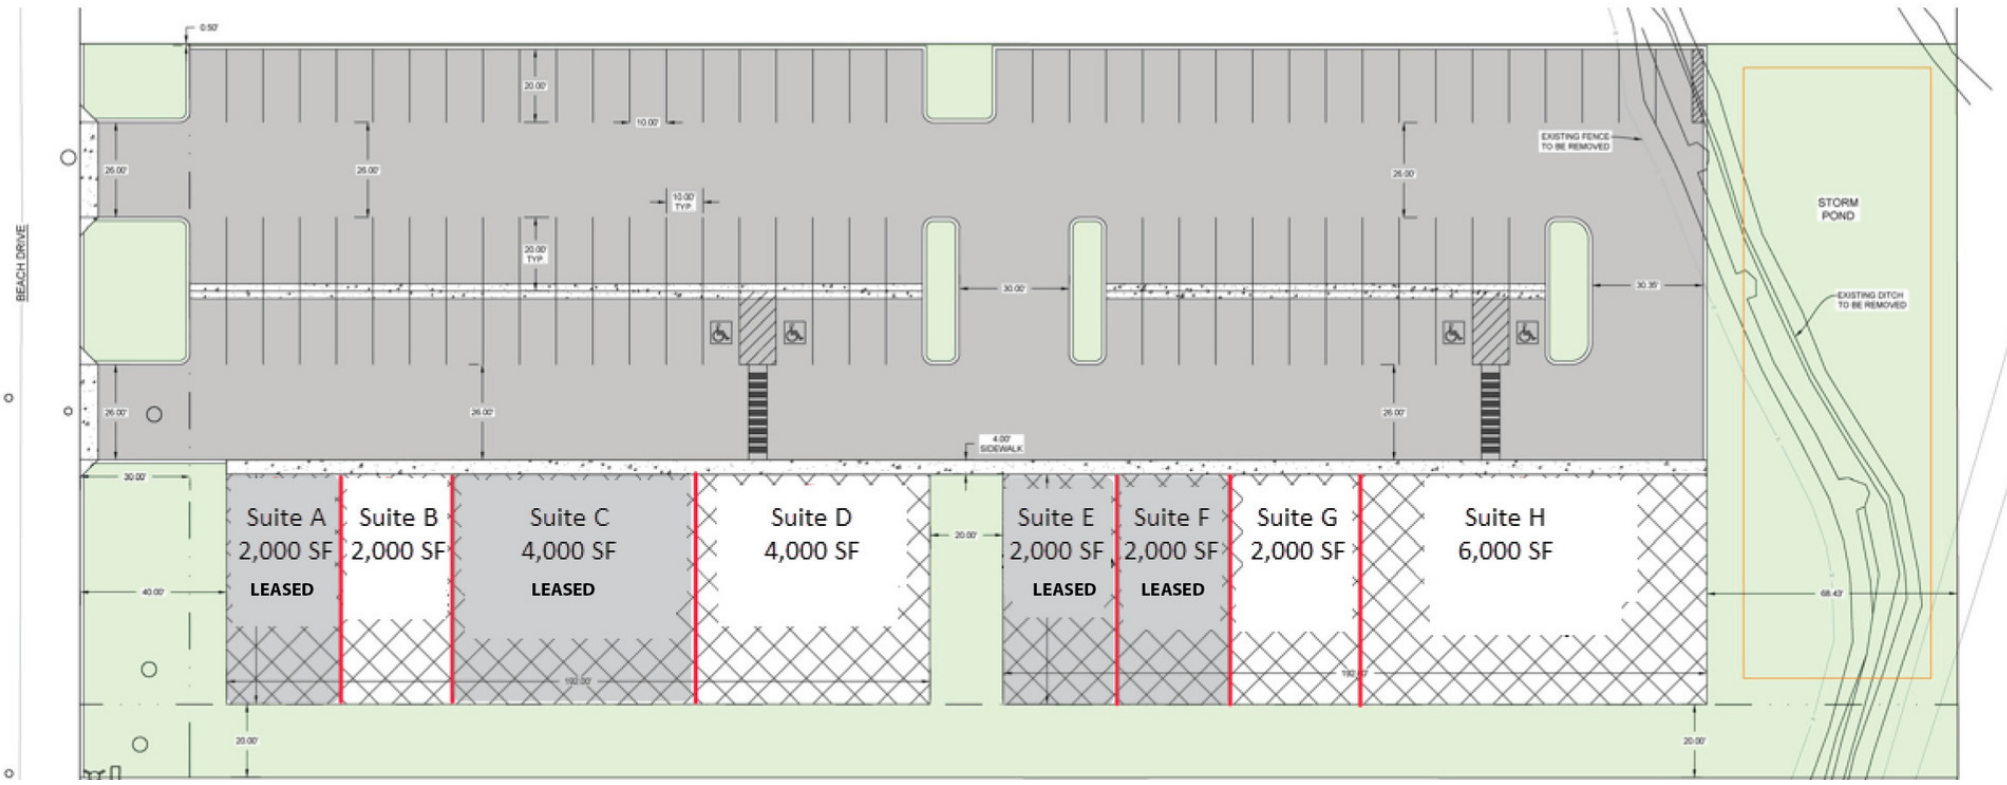 0.50'
20.00'
10.00'
26.00'
26.00'
26.00'
EXISTING FENCE
TO BE REMOVED
10.00'
TYP.
STORM
POND
BEACH DRIVE
20.00'
TYP.
30.00'
30.35'
EXISTING DITCH
TO BE REMOVED
26.00'
26.00'
26.00'
4.00'
SIDEWALK
30.00'
Suite A
2,000 SF
LEASED
Suite B
2,000 SF
Suite C
4,000 SF
LEASED
Suite D
4,000 SF
20.00'
Suite E
2,000 SF
LEASED
Suite F
2,000 SF
LEASED
Suite G
2,000 SF
Suite H
6,000 SF
40.00'
68.43'
192.00'
20.00'
20.00'